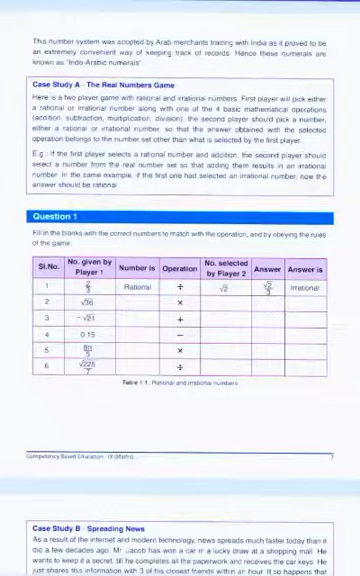 This number system was adopted by Arab merchants trading with India as it proved to be
an extremely convenient way of keeping track of records. Hence these numerals are
known as "Indo-Arabic numerals"
Case Study A - The Real Numbers Game
Here is a two player game with rational and irrational numbers. First player will pick either
a rational or irrational number along with one of the 4 basic mathematical operations
(addition, subtraction, multiplication, division), the second player should pick a number,
either a rational or irrational number, so that the answer obtained with the selected
operation belongs to the number set other than what is selected by the first player.
E.g.: if the first player selects a rational number and addition, the second player should
select a number from the real number set so that adding them results in an irrational
number. In the same example, if the first one had selected an irrational number, now the
answer should be rational
Question 1
Fill in the blanks with the correct numbers to match with the operation, and by obeying the rules
of the game.
Sl.No. No. given by Player 1 Number is Operation No. selected by Player 2 Answer Answer is
1 2/3 Rational ÷ √2 Irrational
2 √36 ×
3 -√21 +
4 0.15 −
5 ×
6 √225/7 ÷
Table 1.1. Rational and irrational numbers
Competency Based Education - IX (Maths) 7
Case Study B - Spreading News
As a result of the internet and modern technology, news spreads much faster today than it
did a few decades ago. Mr. Jacob has won a car in a lucky draw at a shopping mall. He
wants to keep it a secret, till he completes all the paperwork and receives the car keys. He
just shares this information with 3 of his closest friends within an hour. It so happens that